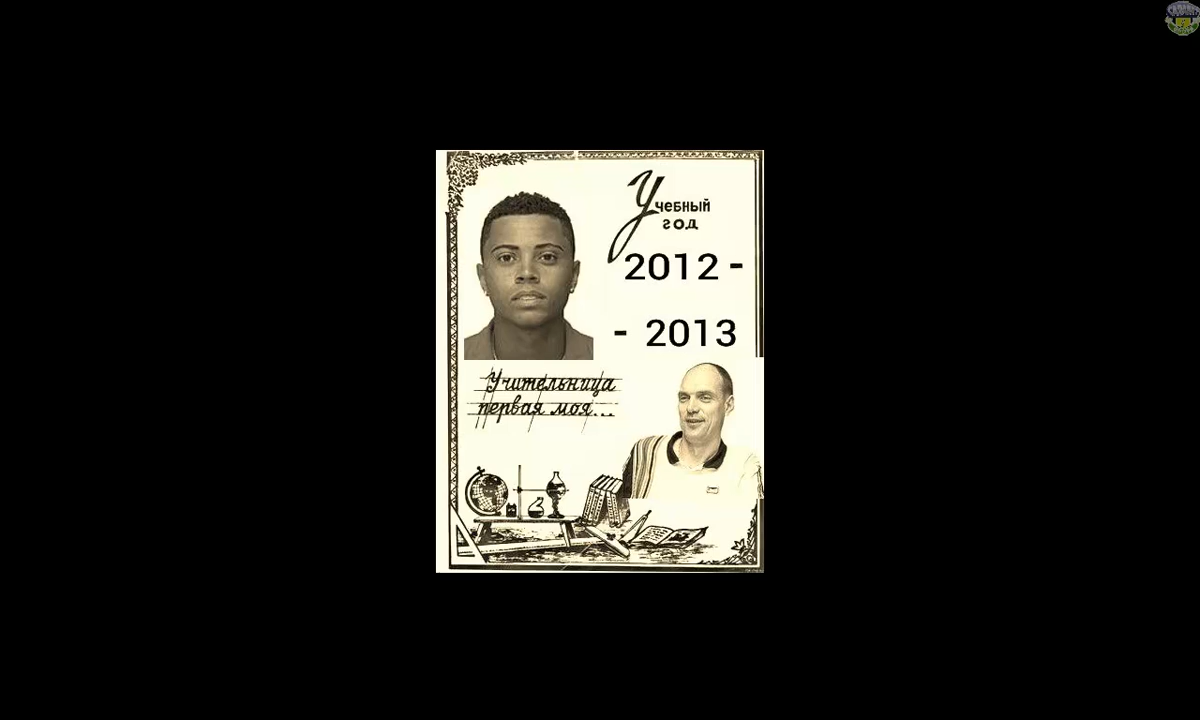 Учебный
год
2012 -
- 2013
Учительница
первая моя...